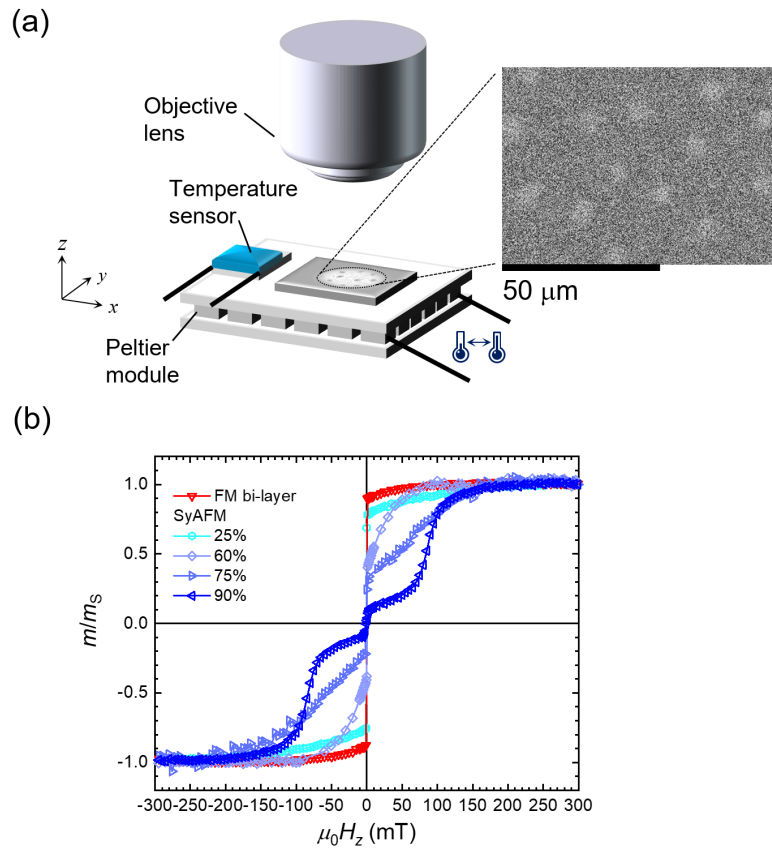 (a)
Objective
lens
Temperature
sensor
z
y
x
Peltier
module
50 μm
(b)
FM bi-layer
SyAFM
25%
60%
75%
90%
1.0
0.5
0.0
-0.5
-1.0
m/mS
-300-250-200-150-100 -50 0 50 100 150 200 250 300
μ0Hz (mT)